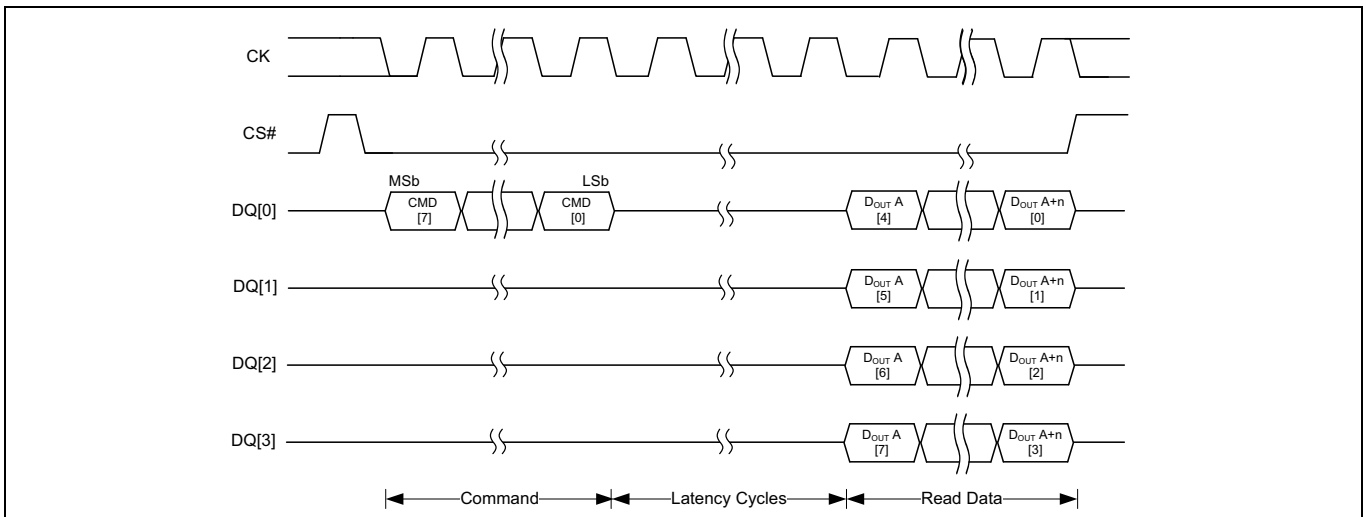 CK
CS#
MSb LSb
DQ[0] CMD [7] CMD [0] DOUT A [4] DOUT A+n [0]
DQ[1] DOUT A [5] DOUT A+n [1]
DQ[2] DOUT A [6] DOUT A+n [2]
DQ[3] DOUT A [7] DOUT A+n [3]
Command Latency Cycles Read Data